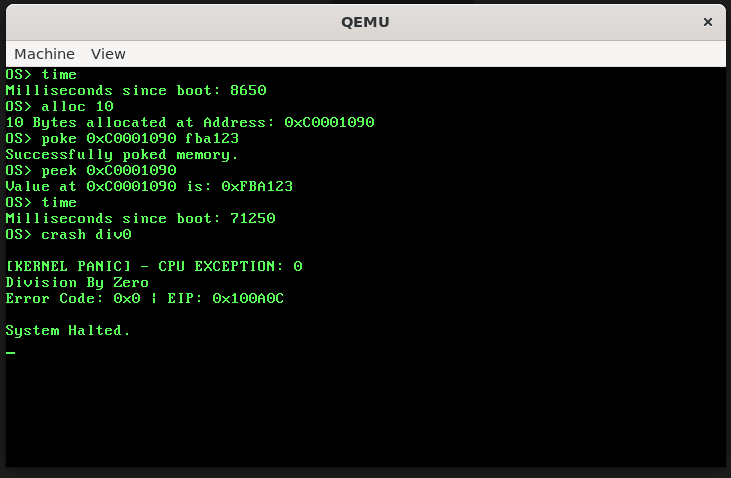 QEMU
×
Machine View
OS> time
Milliseconds since boot: 8650
OS> alloc 10
10 Bytes allocated at Address: 0xC0001090
OS> poke 0xC0001090 fba123
Successfully poked memory.
OS> peek 0xC0001090
Value at 0xC0001090 is: 0xFBA123
OS> time
Milliseconds since boot: 71250
OS> crash div0
[KERNEL PANIC] - CPU EXCEPTION: 0
Division By Zero
Error Code: 0x0 | EIP: 0x100A0C
System Halted.
_